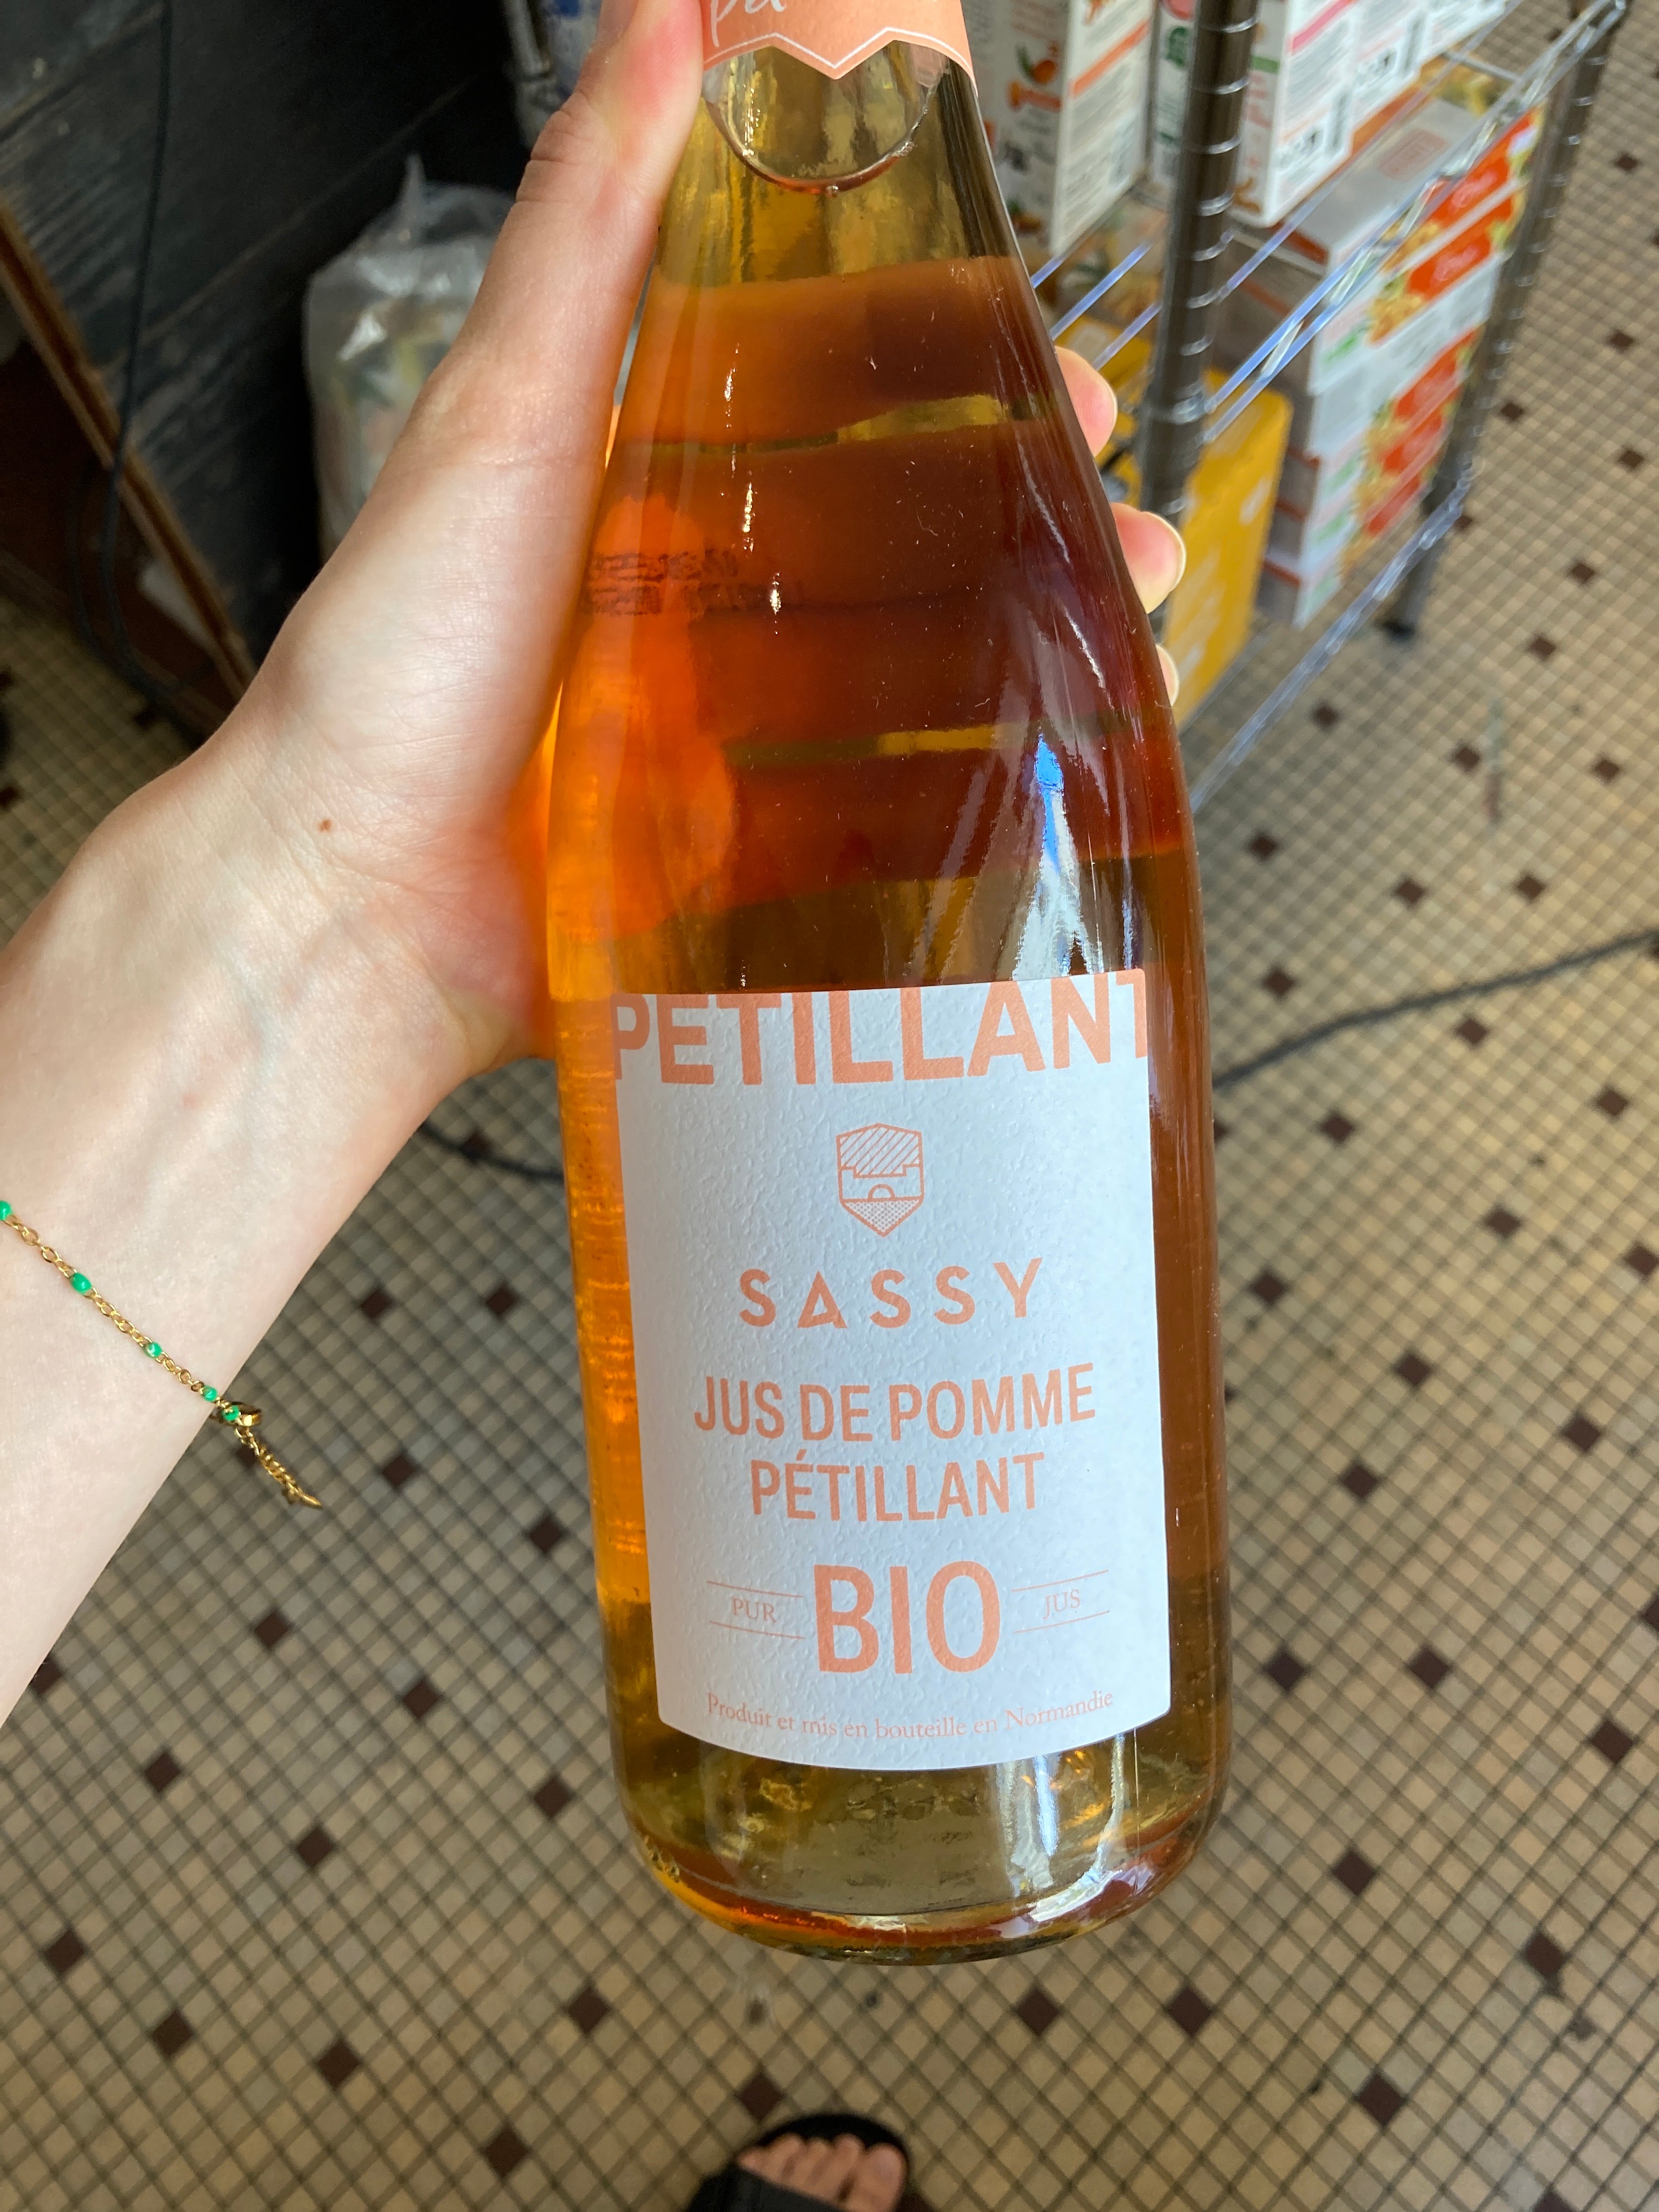 PETILLANT
SASSY
JUS DE POMME
PÉTILLANT
PUR BIO JUS
Produit et mis en bouteille en Normandie